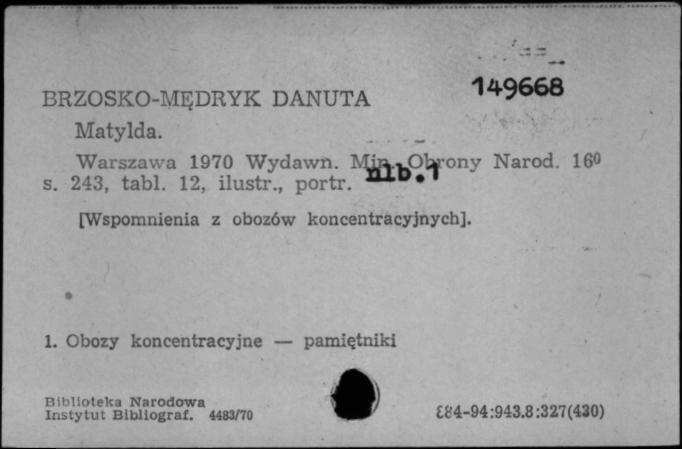 149668
BRZOSKO-MĘDRYK DANUTA
Matylda.
Warszawa 1970 Wydawn. Min. Obrony Narod. 16⁰
s. 243, tabl. 12, ilustr., portr. nlb.1
[Wspomnienia z obozów koncentracyjnych].
1. Obozy koncentracyjne — pamiętniki
Biblioteka Narodowa
Instytut Bibliograf. 4483/70
884-94:943.8:327(430)